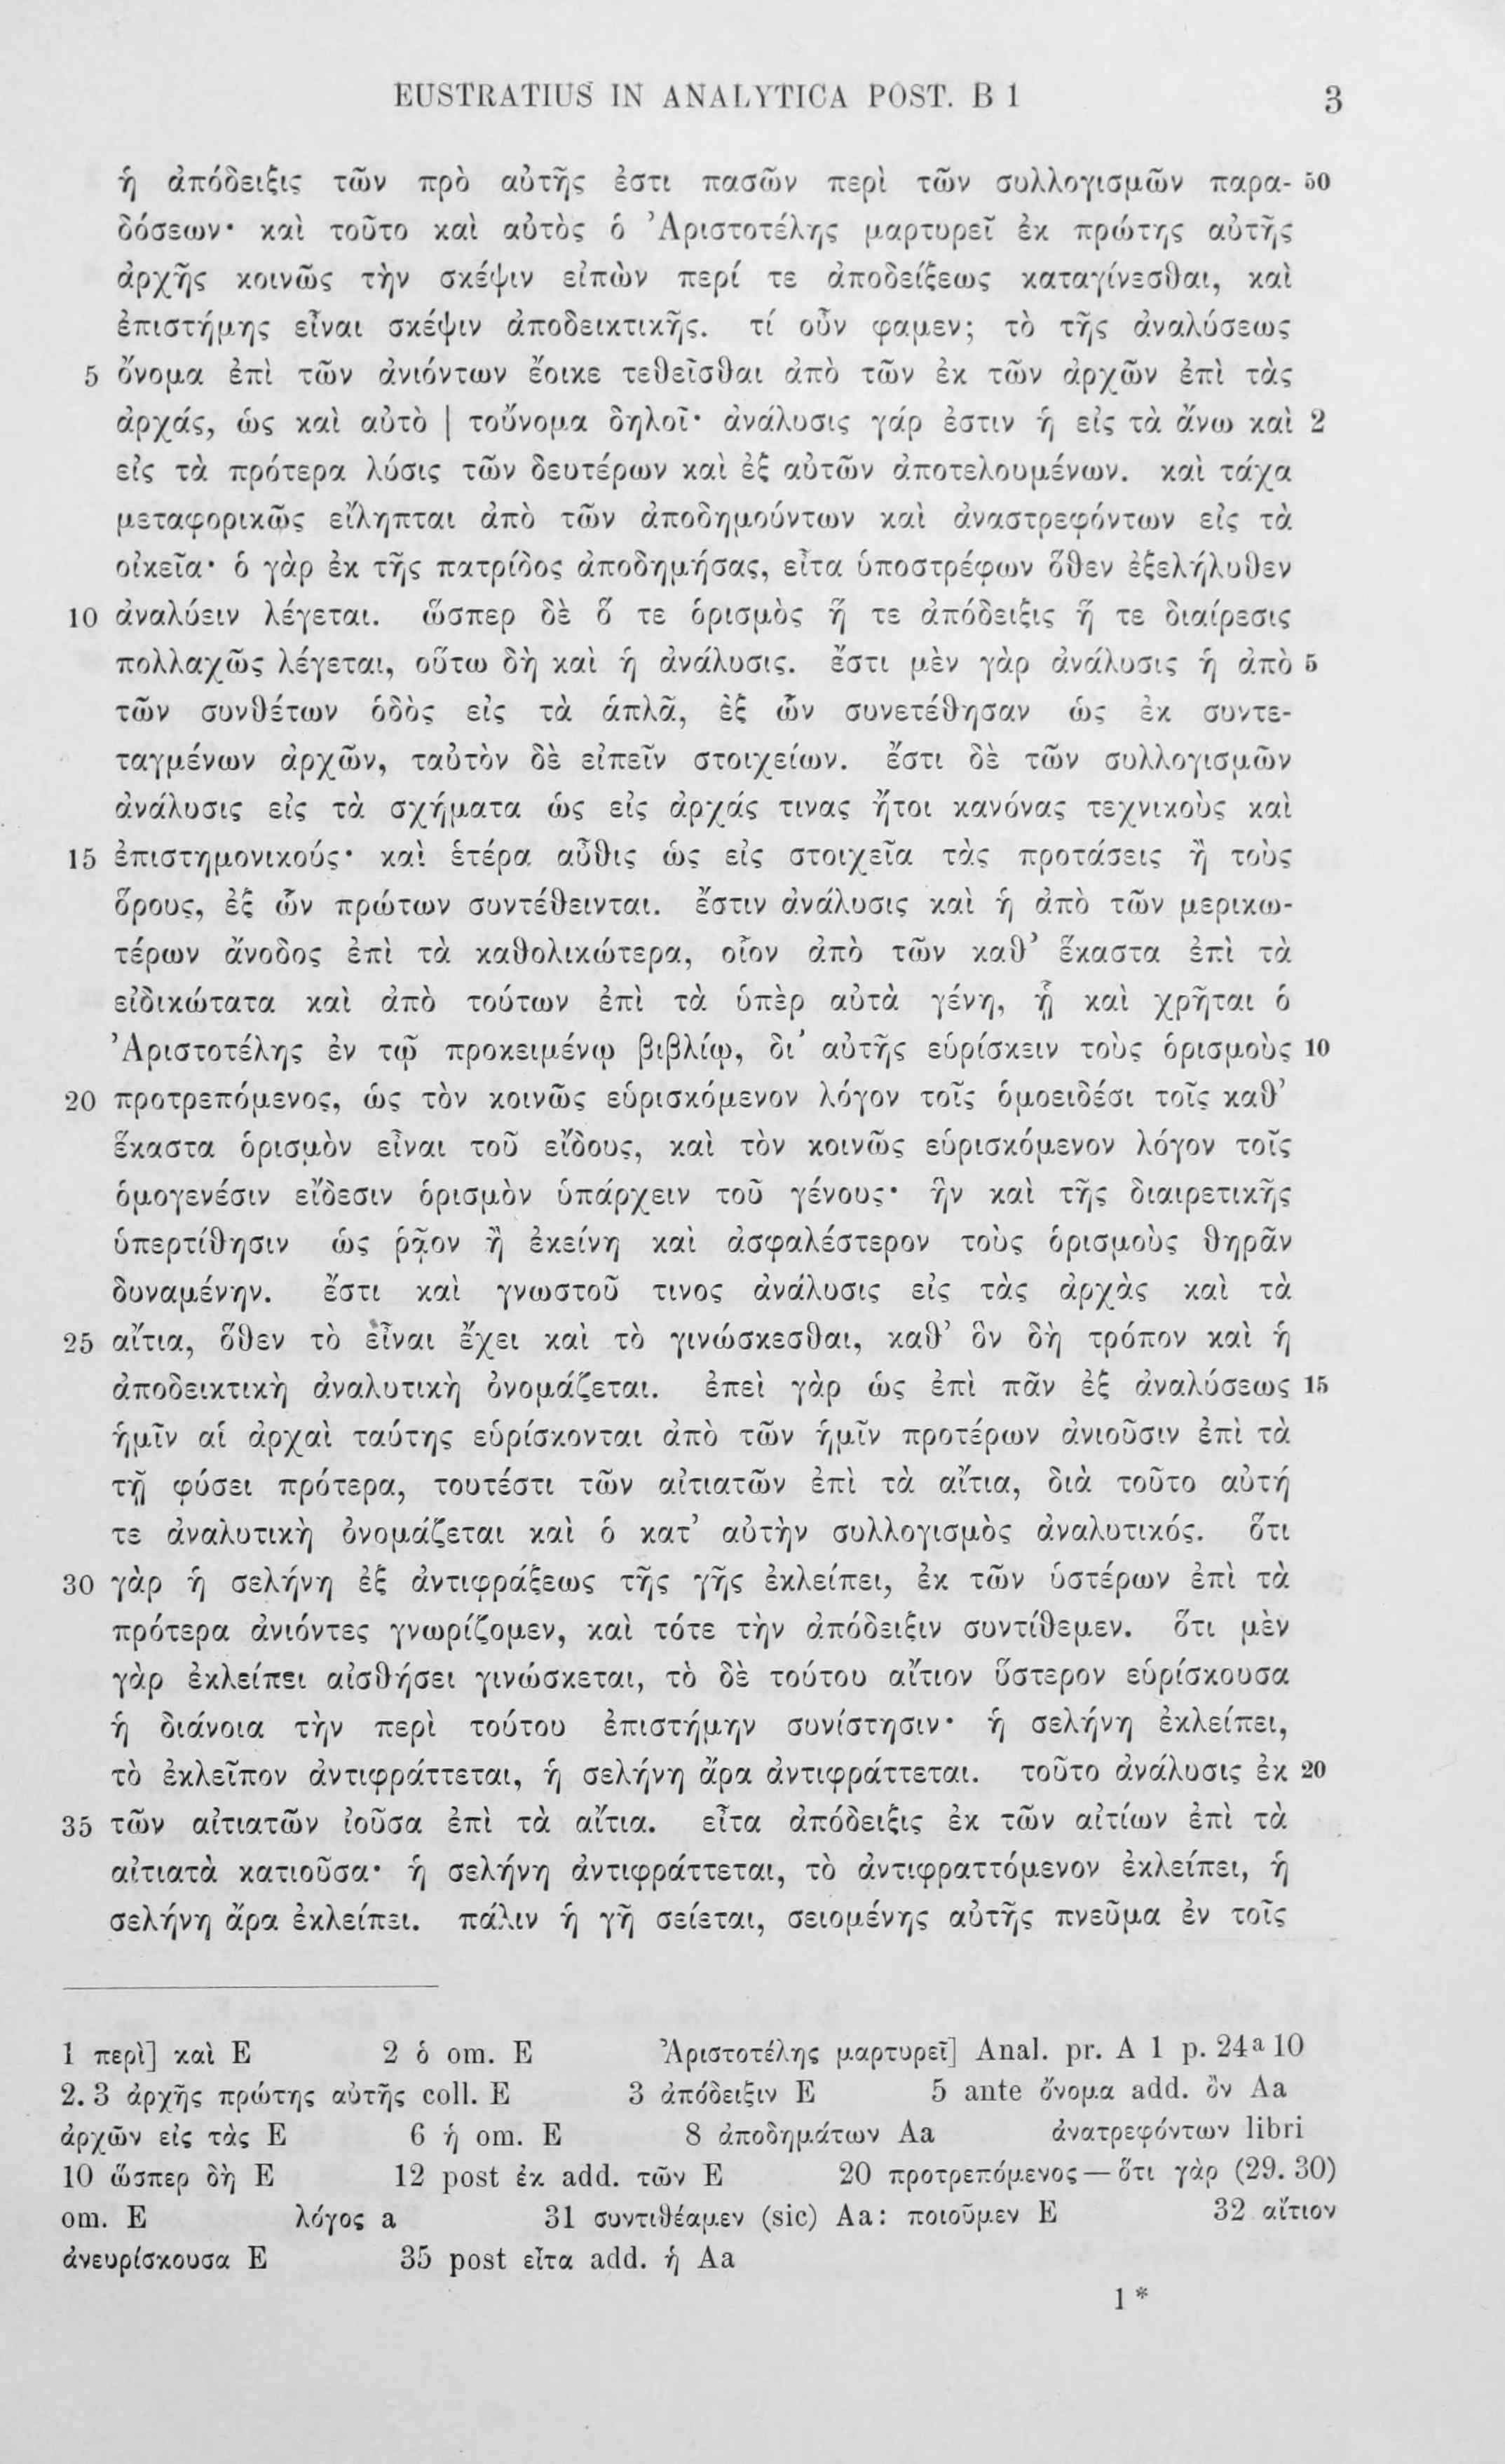 EUSTRATIUS IN ANALYTICA POST. B 1 3
ἡ ἀπόδειξις τῶν πρὸ αὐτῆς ἐστι πασῶν περὶ τῶν συλλογισμῶν παρα- 50
δόσεων· καὶ τοῦτο καὶ αὐτὸς ὁ Ἀριστοτέλης μαρτυρεῖ ἐκ πρώτης αὐτῆς
ἀρχῆς κοινῶς τὴν σκέψιν εἰπὼν περί τε ἀποδείξεως καταγίνεσθαι, καὶ
ἐπιστήμης εἶναι σκέψιν ἀποδεικτικῆς. τί οὖν φαμεν; τὸ τῆς ἀναλύσεως
5 ὄνομα ἐπὶ τῶν ἀνιόντων ἔοικε τεθεῖσθαι ἀπὸ τῶν ἐκ τῶν ἀρχῶν ἐπὶ τὰς
ἀρχάς, ὡς καὶ αὐτὸ | τοὔνομα δηλοῖ· ἀνάλυσις γάρ ἐστιν ἡ εἰς τὰ ἄνω καὶ 2
εἰς τὰ πρότερα λύσις τῶν δευτέρων καὶ ἐξ αὐτῶν ἀποτελουμένων. καὶ τάχα
μεταφορικῶς εἴληπται ἀπὸ τῶν ἀποδημούντων καὶ ἀναστρεφόντων εἰς τὰ
οἰκεῖα· ὁ γὰρ ἐκ τῆς πατρίδος ἀποδημήσας, εἶτα ὑποστρέφων ὅθεν ἐξελήλυθεν
10 ἀναλύειν λέγεται. ὥσπερ δὲ ὅ τε ὁρισμὸς ἥ τε ἀπόδειξις ἥ τε διαίρεσις
πολλαχῶς λέγεται, οὕτω δὴ καὶ ἡ ἀνάλυσις. ἔστι μὲν γὰρ ἀνάλυσις ἡ ἀπὸ 5
τῶν συνθέτων ὁδὸς εἰς τὰ ἁπλᾶ, ἐξ ὧν συνετέθησαν ὡς ἐκ συντε-
ταγμένων ἀρχῶν, ταὐτὸν δὲ εἰπεῖν στοιχείων. ἔστι δὲ τῶν συλλογισμῶν
ἀνάλυσις εἰς τὰ σχήματα ὡς εἰς ἀρχάς τινας ἤτοι κανόνας τεχνικοὺς καὶ
15 ἐπιστημονικούς· καὶ ἑτέρα αὖθις ὡς εἰς στοιχεῖα τὰς προτάσεις ἢ τοὺς
ὅρους, ἐξ ὧν πρώτων συντέθεινται. ἔστιν ἀνάλυσις καὶ ἡ ἀπὸ τῶν μερικω-
τέρων ἄνοδος ἐπὶ τὰ καθολικώτερα, οἷον ἀπὸ τῶν καθ’ ἕκαστα ἐπὶ τὰ
εἰδικώτατα καὶ ἀπὸ τούτων ἐπὶ τὰ ὑπὲρ αὐτὰ γένη, ᾗ καὶ χρῆται ὁ
Ἀριστοτέλης ἐν τῷ προκειμένῳ βιβλίῳ, δι’ αὐτῆς εὑρίσκειν τοὺς ὁρισμοὺς 10
20 προτρεπόμενος, ὡς τὸν κοινῶς εὑρισκόμενον λόγον τοῖς ὁμοειδέσι τοῖς καθ’
ἕκαστα ὁρισμὸν εἶναι τοῦ εἴδους, καὶ τὸν κοινῶς εὑρισκόμενον λόγον τοῖς
ὁμογενέσιν εἴδεσιν ὁρισμὸν ὑπάρχειν τοῦ γένους· ἣν καὶ τῆς διαιρετικῆς
ὑπερτίθησιν ὡς ῥᾷον ἢ ἐκείνη καὶ ἀσφαλέστερον τοὺς ὁρισμοὺς θηρᾶν
δυναμένην. ἔστι καὶ γνωστοῦ τινος ἀνάλυσις εἰς τὰς ἀρχὰς καὶ τὰ
25 αἴτια, ὅθεν τὸ εἶναι ἔχει καὶ τὸ γινώσκεσθαι, καθ’ ὃν δὴ τρόπον καὶ ἡ
ἀποδεικτικὴ ἀναλυτικὴ ὀνομάζεται. ἐπεὶ γὰρ ὡς ἐπὶ πᾶν ἐξ ἀναλύσεως 15
ἡμῖν αἱ ἀρχαὶ ταύτης εὑρίσκονται ἀπὸ τῶν ἡμῖν προτέρων ἀνιοῦσιν ἐπὶ τὰ
τῇ φύσει πρότερα, τουτέστι τῶν αἰτιατῶν ἐπὶ τὰ αἴτια, διὰ τοῦτο αὐτή
τε ἀναλυτικὴ ὀνομάζεται καὶ ὁ κατ’ αὐτὴν συλλογισμὸς ἀναλυτικός. ὅτι
30 γὰρ ἡ σελήνη ἐξ ἀντιφράξεως τῆς γῆς ἐκλείπει, ἐκ τῶν ὑστέρων ἐπὶ τὰ
πρότερα ἀνιόντες γνωρίζομεν, καὶ τότε τὴν ἀπόδειξιν συντίθεμεν. ὅτι μὲν
γὰρ ἐκλείπει αἰσθήσει γινώσκεται, τὸ δὲ τούτου αἴτιον ὕστερον εὑρίσκουσα
ἡ διάνοια τὴν περὶ τούτου ἐπιστήμην συνίστησιν· ἡ σελήνη ἐκλείπει,
τὸ ἐκλεῖπον ἀντιφράττεται, ἡ σελήνη ἄρα ἀντιφράττεται. τοῦτο ἀνάλυσις ἐκ 20
35 τῶν αἰτιατῶν ἰοῦσα ἐπὶ τὰ αἴτια. εἶτα ἀπόδειξις ἐκ τῶν αἰτίων ἐπὶ τὰ
αἰτιατὰ κατιοῦσα· ἡ σελήνη ἀντιφράττεται, τὸ ἀντιφραττόμενον ἐκλείπει, ἡ
σελήνη ἄρα ἐκλείπει. πάλιν ἡ γῆ σείεται, σειομένης αὐτῆς πνεῦμα ἐν τοῖς
1 περὶ] καὶ E 2 ὁ om. E Ἀριστοτέλης μαρτυρεῖ] Anal. pr. A 1 p. 24a 10
2. 3 ἀρχῆς πρώτης αὐτῆς coll. E 3 ἀπόδειξιν E 5 ante ὄνομα add. ὂν Aa
ἀρχῶν εἰς τὰς E 6 ἡ om. E 8 ἀποδημάτων Aa ἀνατρεφόντων libri
10 ὥσπερ δὴ E 12 post ἐκ add. τῶν E 20 προτρεπόμενος — ὅτι γὰρ (29. 30)
om. E λόγος a 31 συντιθέαμεν (sic) Aa: ποιοῦμεν E 32 αἴτιον
ἀνευρίσκουσα E 35 post εἶτα add. ἡ Aa
1 *